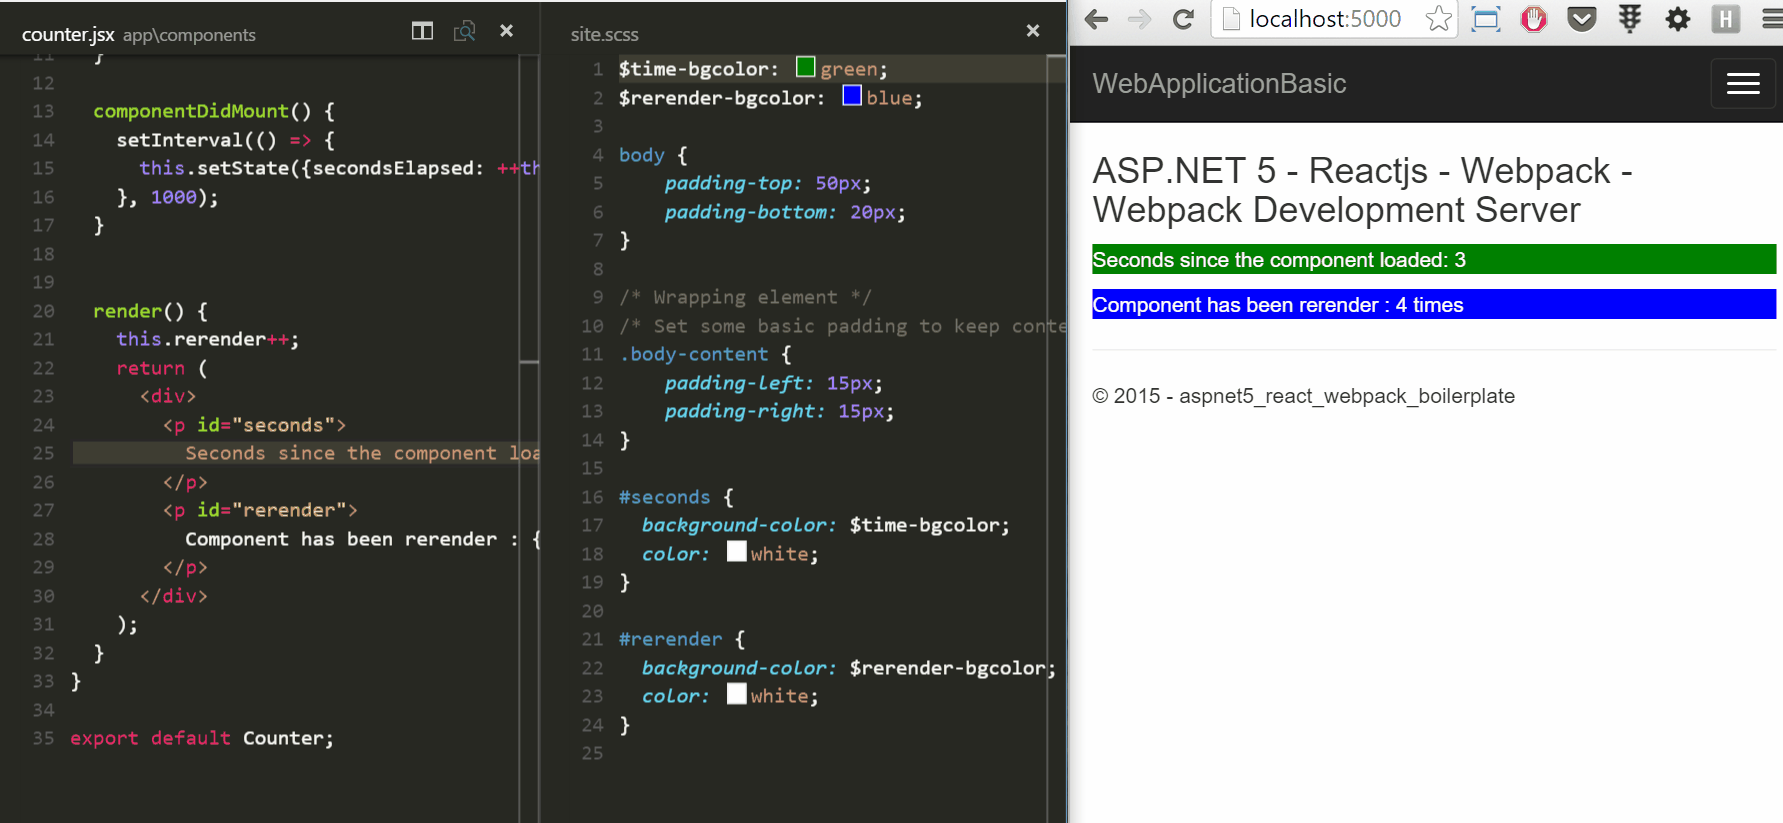 counter.jsx app\components
11 }
12
13 componentDidMount() {
14 setInterval(() => {
15 this.setState({secondsElapsed: ++th
16 }, 1000);
17 }
18
19
20 render() {
21 this.rerender++;
22 return (
23 <div>
24 <p id="seconds">
25 Seconds since the component loa
26 </p>
27 <p id="rerender">
28 Component has been rerender : {
29 </p>
30 </div>
31 );
32 }
33 }
34
35 export default Counter;
site.scss
1 $time-bgcolor: green;
2 $rerender-bgcolor: blue;
3
4 body {
5 padding-top: 50px;
6 padding-bottom: 20px;
7 }
8
9 /* Wrapping element */
10 /* Set some basic padding to keep conte
11 .body-content {
12 padding-left: 15px;
13 padding-right: 15px;
14 }
15
16 #seconds {
17 background-color: $time-bgcolor;
18 color: white;
19 }
20
21 #rerender {
22 background-color: $rerender-bgcolor;
23 color: white;
24 }
25
localhost:5000
H
WebApplicationBasic
ASP.NET 5 - Reactjs - Webpack -
Webpack Development Server
Seconds since the component loaded: 3
Component has been rerender : 4 times
© 2015 - aspnet5_react_webpack_boilerplate